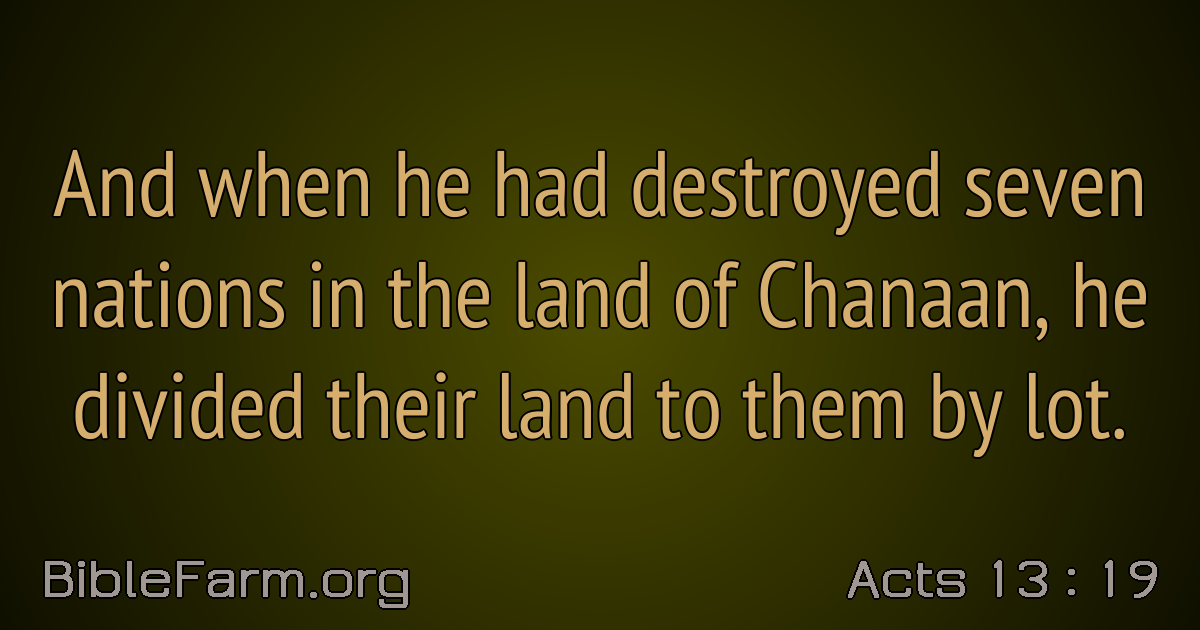 And when he had destroyed seven
nations in the land of Chanaan, he
divided their land to them by lot.
BibleFarm.org
Acts 13 : 19